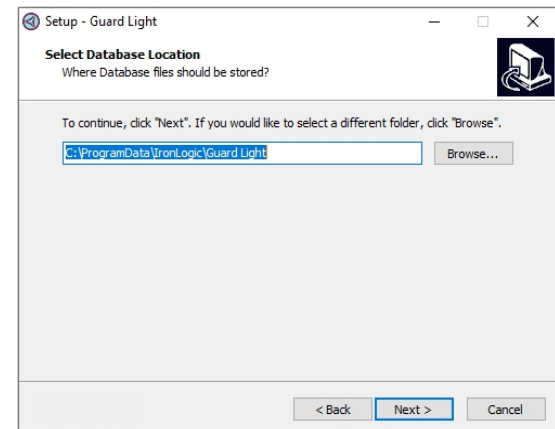 Setup - Guard Light
Select Database Location
Where Database files should be stored?
To continue, click "Next". If you would like to select a different folder, click "Browse".
C:\ProgramData\IronLogic\Guard Light
Browse...
< Back
Next >
Cancel